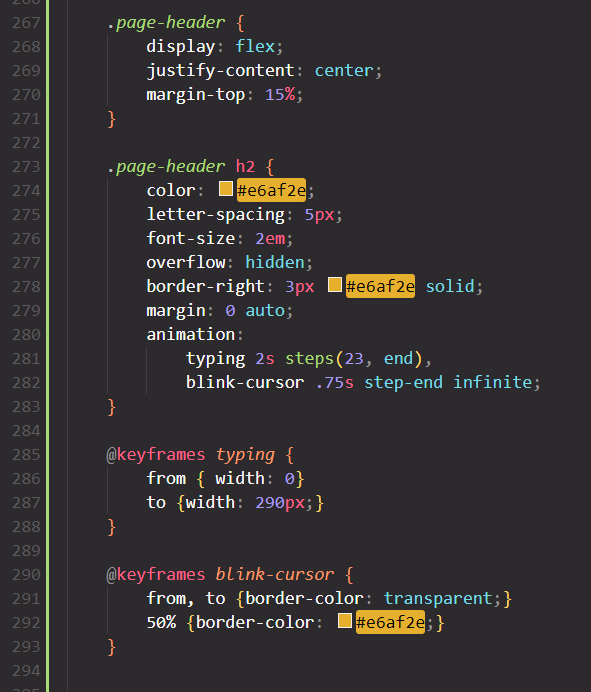 267 .page-header {
268 display: flex;
269 justify-content: center;
270 margin-top: 15%;
271 }
272
273 .page-header h2 {
274 color: #e6af2e;
275 letter-spacing: 5px;
276 font-size: 2em;
277 overflow: hidden;
278 border-right: 3px #e6af2e solid;
279 margin: 0 auto;
280 animation:
281 typing 2s steps(23, end),
282 blink-cursor .75s step-end infinite;
283 }
284
285 @keyframes typing {
286 from { width: 0}
287 to {width: 290px;}
288 }
289
290 @keyframes blink-cursor {
291 from, to {border-color: transparent;}
292 50% {border-color: #e6af2e;}
293 }
294